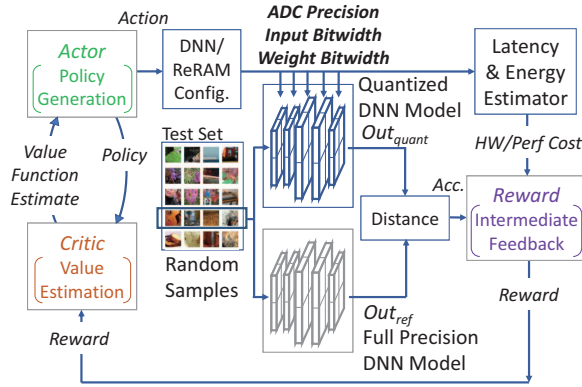 Action
ADC Precision
Input Bitwidth
Weight Bitwidth
Actor
Policy
Generation
DNN/
ReRAM
Config.
Latency
& Energy
Estimator
Quantized
DNN Model
Test Set
Out_quant
HW/Perf Cost
Value
Function
Estimate
Policy
Acc.
Distance
Reward
Intermediate
Feedback
Critic
Value
Estimation
Random
Samples
Out_ref
Full Precision
DNN Model
Reward
Reward